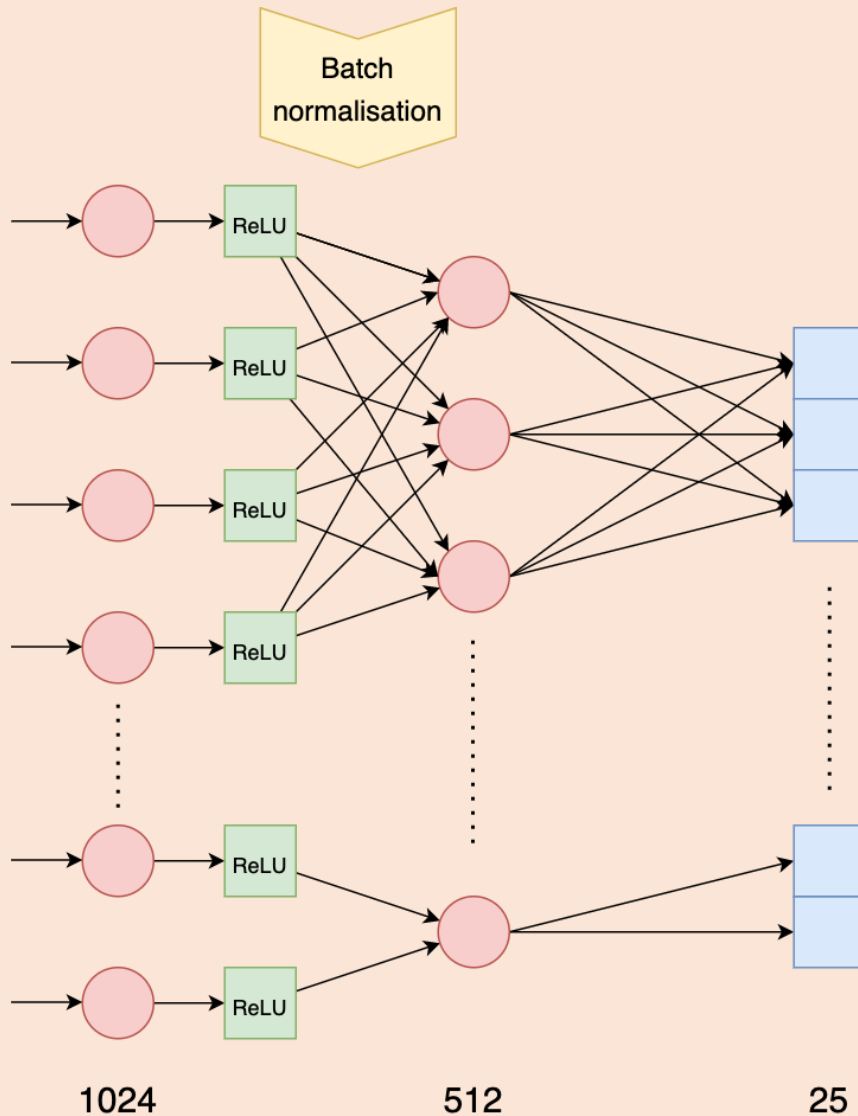 Batch
normalisation
ReLU
ReLU
ReLU
ReLU
ReLU
ReLU
1024 512 25